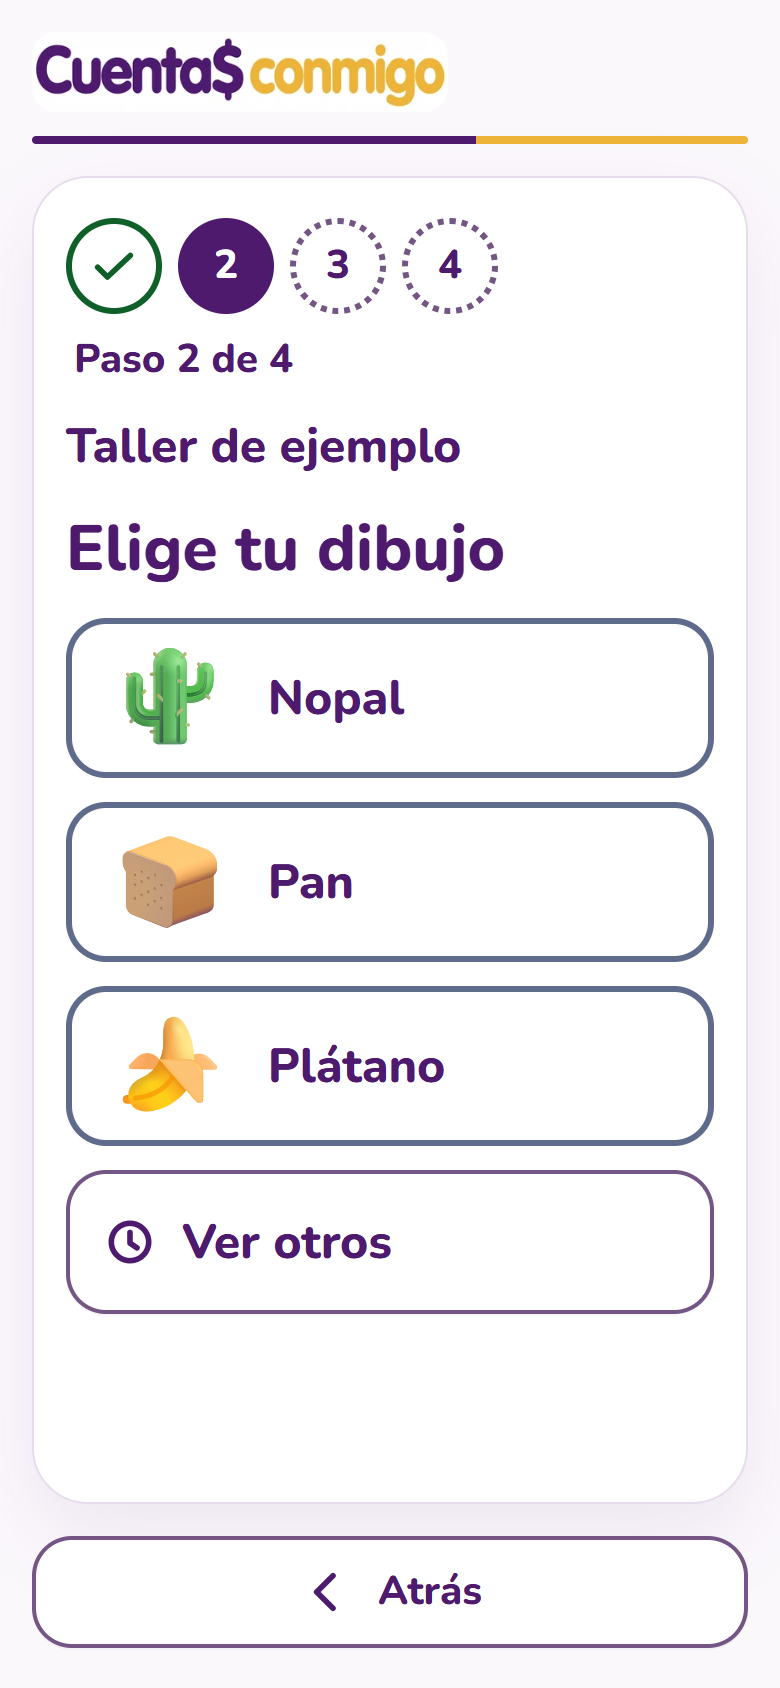 Cuenta$ conmigo
2
3
4
Paso 2 de 4
Taller de ejemplo
Elige tu dibujo
Nopal
Pan
Plátano
Ver otros
Atrás